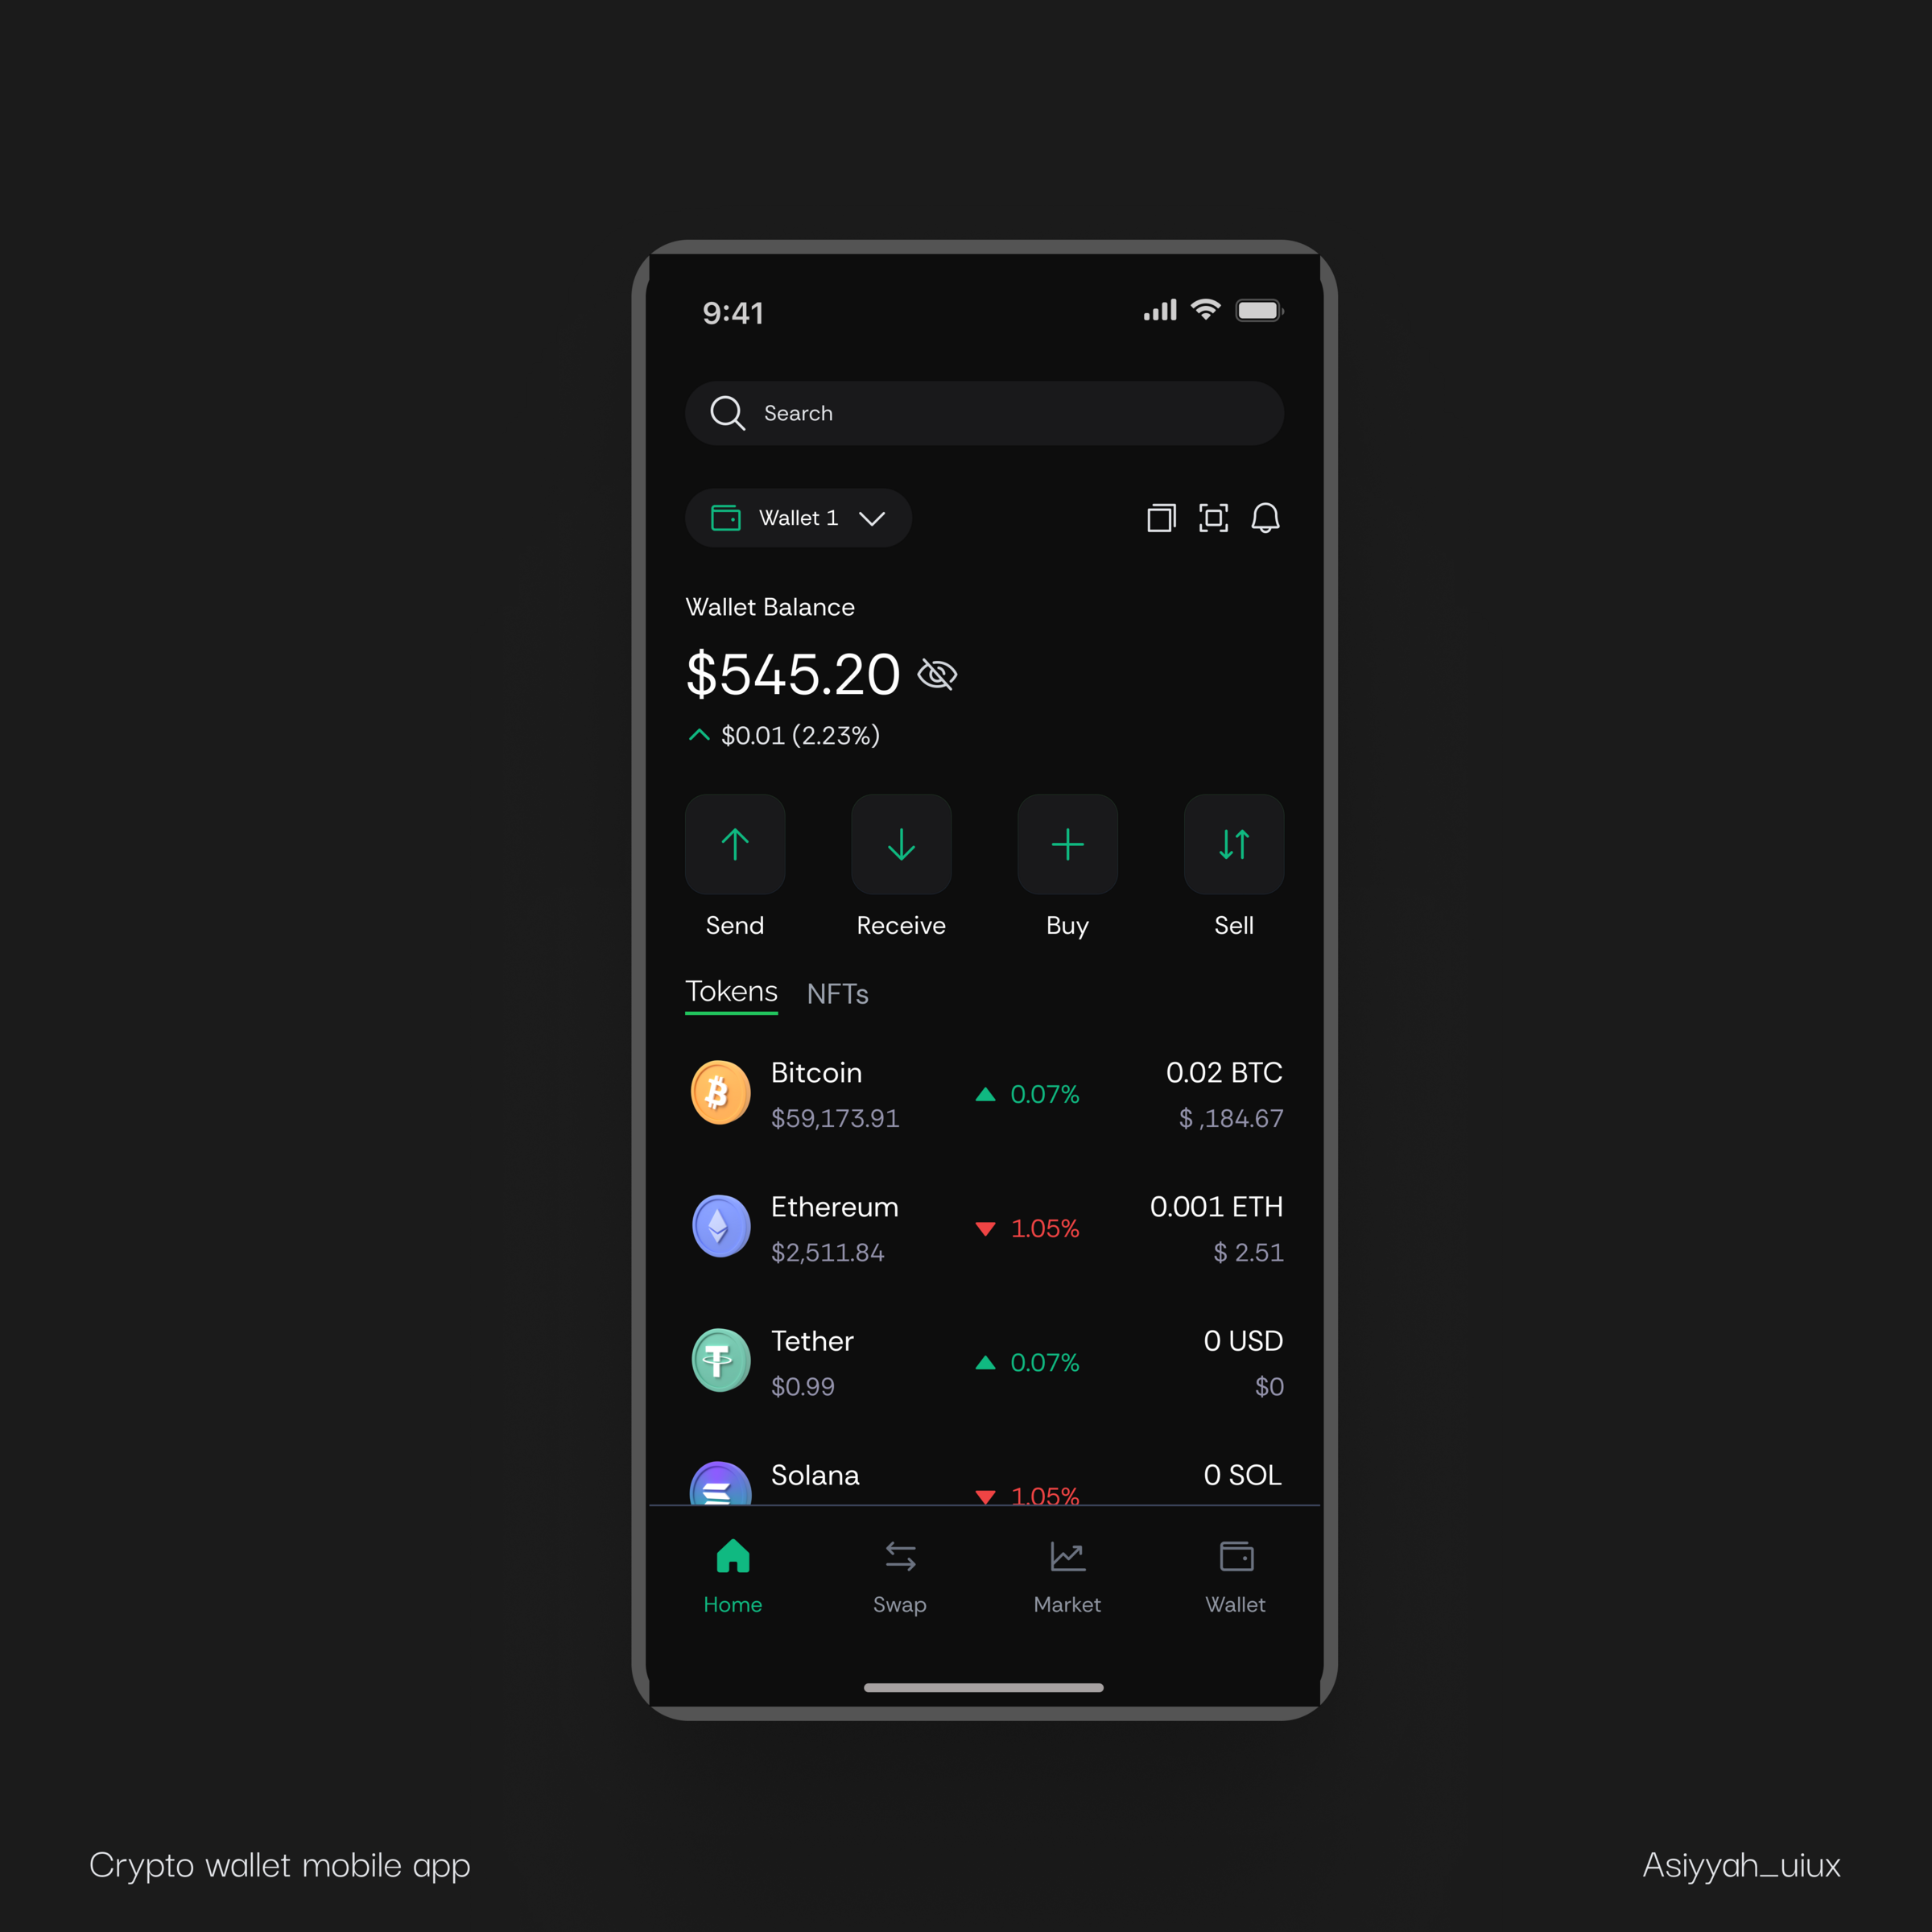 9:41
Search
Wallet 1
Wallet Balance
$545.20
$0.01 (2.23%)
Send Receive Buy Sell
Tokens NFTs
Bitcoin 0.02 BTC
0.07%
$59,173.91 $ ,184.67
Ethereum 0.001 ETH
1.05%
$2,511.84 $ 2.51
Tether 0 USD
0.07%
$0.99 $0
Solana 0 SOL
1.05%
Home Swap Market Wallet
Crypto wallet mobile app Asiyyah_uiux